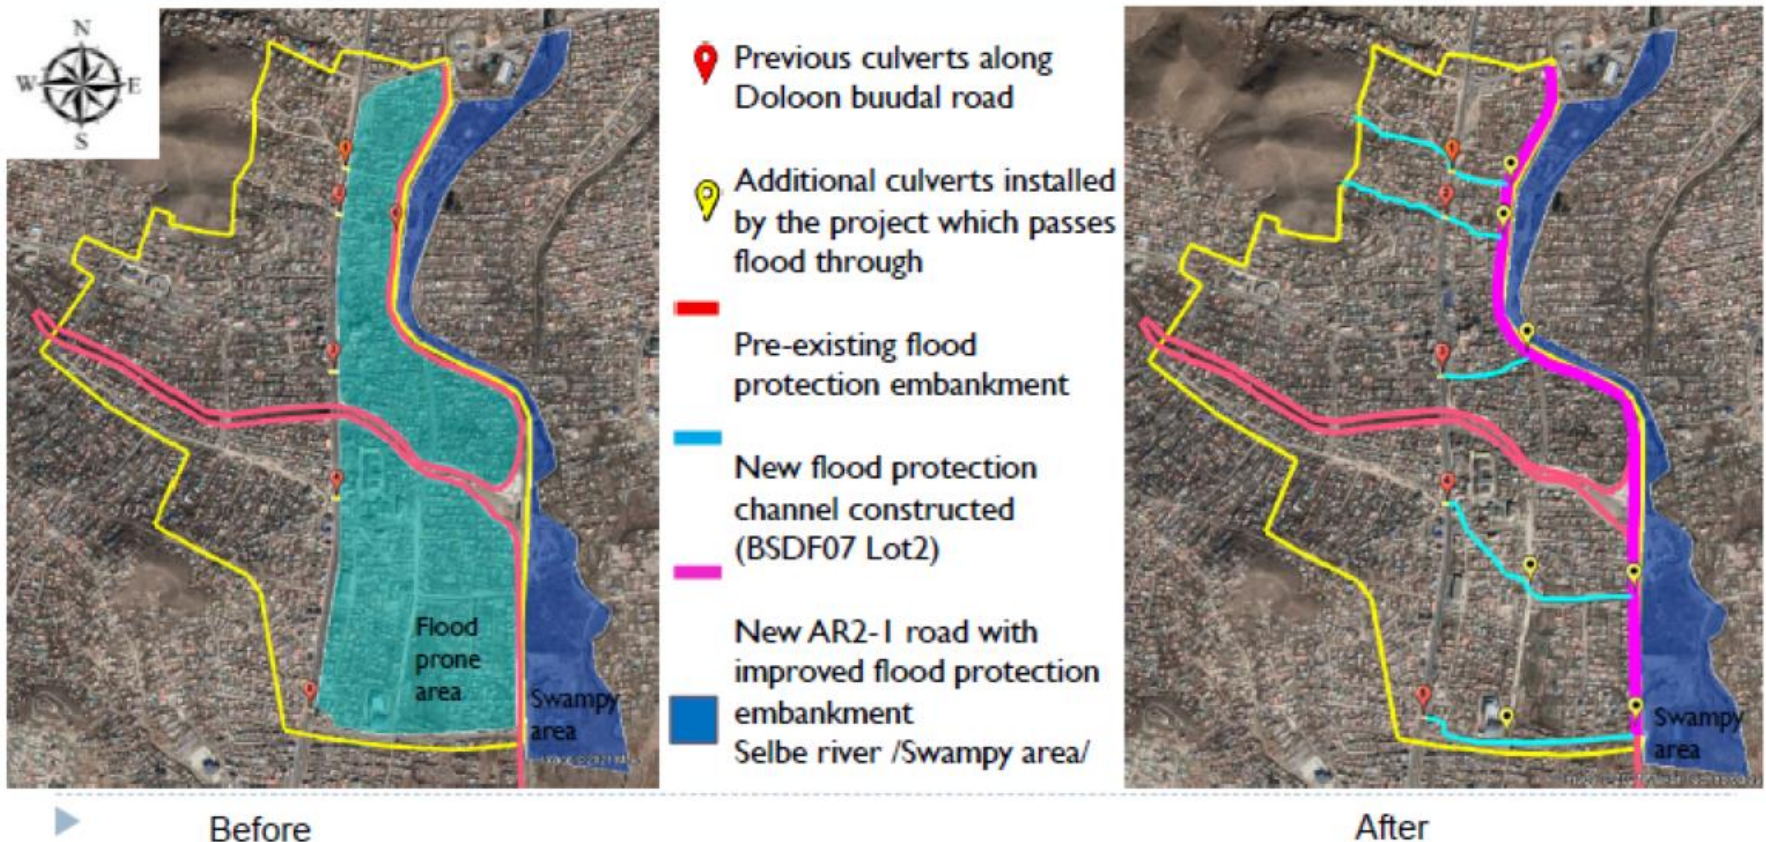 N
W
E
S
Previous culverts along
Doloon buudal road
Additional culverts installed
by the project which passes
flood through
Pre-existing flood
protection embankment
New flood protection
channel constructed
(BSDF07 Lot2)
New AR2-1 road with
improved flood protection
embankment
Selbe river /Swampy area/
Flood
prone
area
Swampy
area
Swampy
area
Before
After